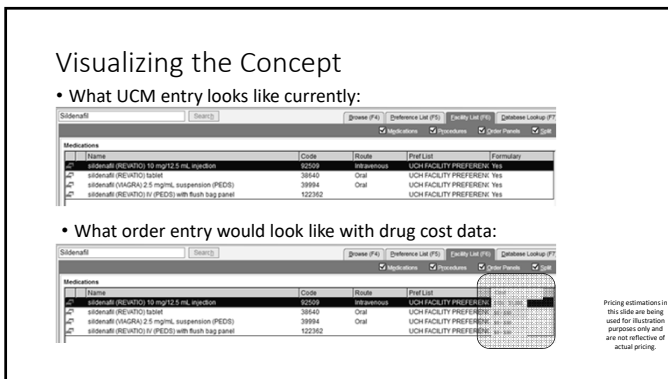 Visualizing the Concept
• What UCM entry looks like currently:
Sildenafil Search Browse (F4) Preference List (F5) Facility List (F6) Database Lookup (F7
Medications Procedures Order Panels Split
Medications
Name Code Route Pref List Formulary
sildenafil (REVATIO) 10 mg/12.5 mL injection 92509 Intravenous UCH FACILITY PREFERENC Yes
sildenafil (REVATIO) tablet 38640 Oral UCH FACILITY PREFERENC Yes
sildenafil (VIAGRA) 2.5 mg/mL suspension (PEDS) 39994 Oral UCH FACILITY PREFERENC Yes
sildenafil (REVATIO) IV (PEDS) with flush bag panel 122362
• What order entry would look like with drug cost data:
Sildenafil Search Browse (F4) Preference List (F5) Facility List (F6) Database Lookup (F7
Medications Procedures Order Panels Split
Medications
Name Code Route Pref List Cost
sildenafil (REVATIO) 10 mg/12.5 mL injection 92509 Intravenous UCH FACILITY PREFERENC
sildenafil (REVATIO) tablet 38640 Oral UCH FACILITY PREFERENC
sildenafil (VIAGRA) 2.5 mg/mL suspension (PEDS) 39994 Oral UCH FACILITY PREFERENC
sildenafil (REVATIO) IV (PEDS) with flush bag panel 122362
Pricing estimations in
this slide are being
used for illustration
purposes only and
are not reflective of
actual pricing.